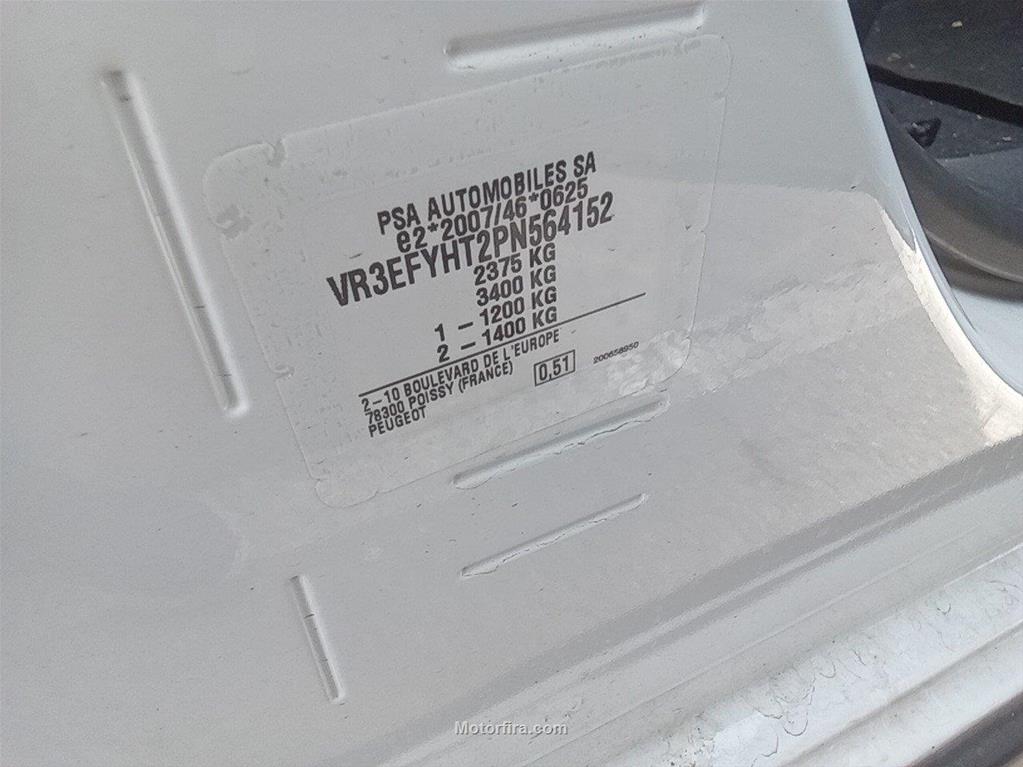 PSA AUTOMOBILES SA
e2*2007/46*0625
VR3EFYHT2PN564152
2375 KG
3400 KG
1 - 1200 KG
2 - 1400 KG
2-10 BOULEVARD DE L'EUROPE
78300 POISSY (FRANCE)
PEUGEOT
0,51
200658950
Motorfira.com